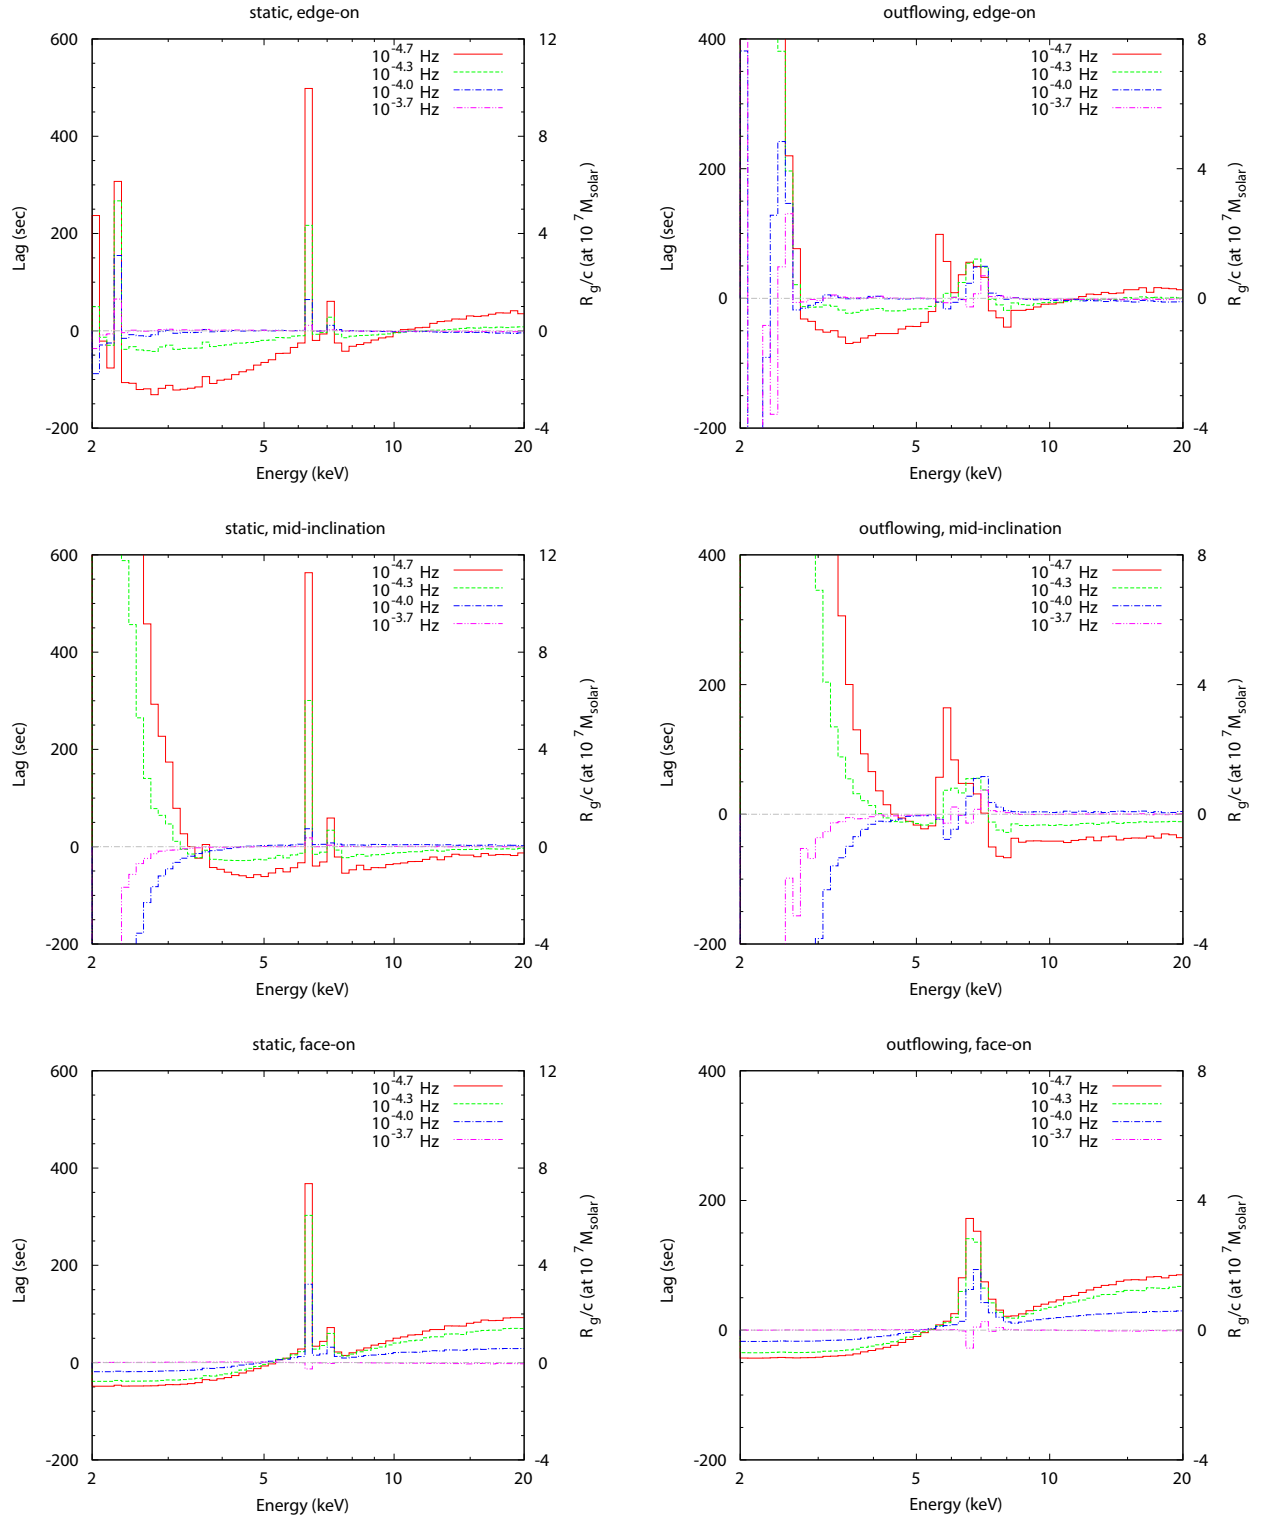 static, edge-on
600
400
200
0
-200
2
5
10
20
12
8
4
0
-4
Lag (sec)
Energy (keV)
R g/c (at 10 7 Msolar)
10-4.7 Hz
10-4.3 Hz
10-4.0 Hz
10-3.7 Hz
outflowing, edge-on
400
200
0
-200
2
5
10
20
8
4
0
-4
Lag (sec)
Energy (keV)
R g/c (at 10 7 Msolar)
10-4.7 Hz
10-4.3 Hz
10-4.0 Hz
10-3.7 Hz
static, mid-inclination
600
400
200
0
-200
2
5
10
20
12
8
4
0
-4
Lag (sec)
Energy (keV)
R g/c (at 10 7 Msolar)
10-4.7 Hz
10-4.3 Hz
10-4.0 Hz
10-3.7 Hz
outflowing, mid-inclination
400
200
0
-200
2
5
10
20
8
4
0
-4
Lag (sec)
Energy (keV)
R g/c (at 10 7 Msolar)
10-4.7 Hz
10-4.3 Hz
10-4.0 Hz
10-3.7 Hz
static, face-on
600
400
200
0
-200
2
5
10
20
12
8
4
0
-4
Lag (sec)
Energy (keV)
R g/c (at 10 7 Msolar)
10-4.7 Hz
10-4.3 Hz
10-4.0 Hz
10-3.7 Hz
outflowing, face-on
400
200
0
-200
2
5
10
20
8
4
0
-4
Lag (sec)
Energy (keV)
R g/c (at 10 7 Msolar)
10-4.7 Hz
10-4.3 Hz
10-4.0 Hz
10-3.7 Hz